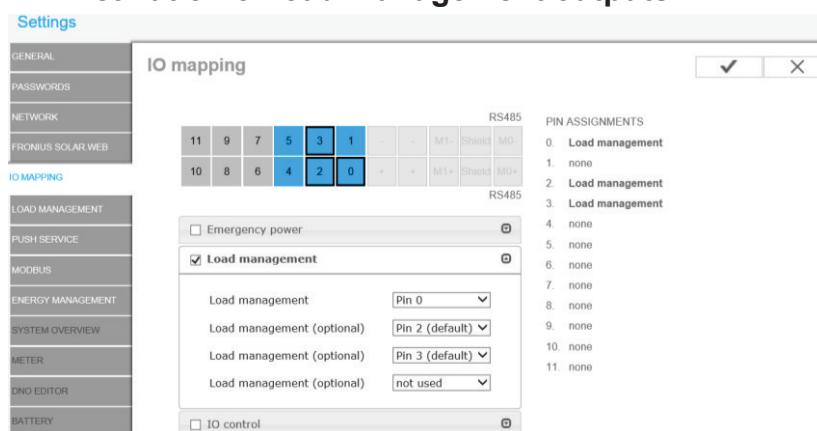 Settings
GENERAL
PASSWORDS
NETWORK
FRONIUS SOLAR.WEB
IO MAPPING
LOAD MANAGEMENT
PUSH SERVICE
MODBUS
ENERGY MANAGEMENT
SYSTEM OVERVIEW
METER
DNO EDITOR
BATTERY
IO mapping
RS485
11 9 7 5 3 1 - - M1- Shield M0-
10 8 6 4 2 0 + + M1+ Shield M0+
RS485
Emergency power
Load management
Load management Pin 0
Load management (optional) Pin 2 (default)
Load management (optional) Pin 3 (default)
Load management (optional) not used
IO control
PIN ASSIGNMENTS
0. Load management
1. none
2. Load management
3. Load management
4. none
5. none
6. none
7. none
8. none
9. none
10. none
11. none